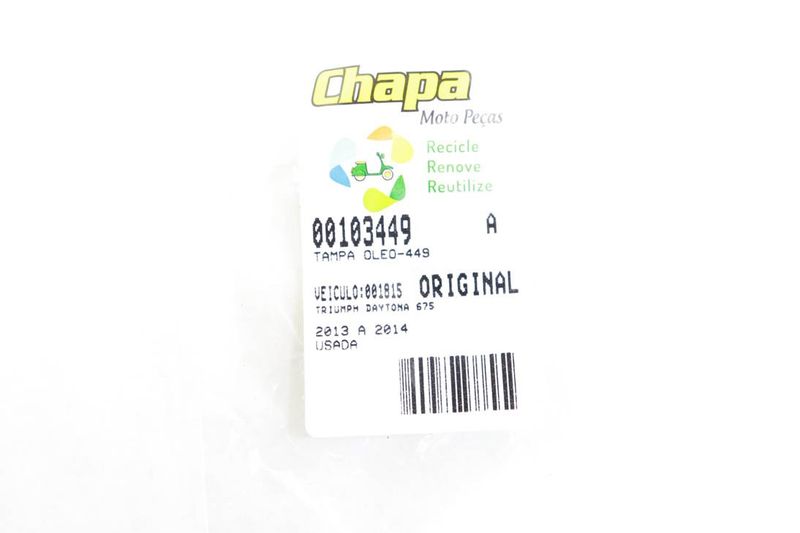 Chapa
Moto Peças
Recicle
Renove
Reutilize
00103449 A
TAMPA OLEO-449
VEICULO:001815 ORIGINAL
TRIUMPH DAYTONA 675
2013 A 2014
USADA